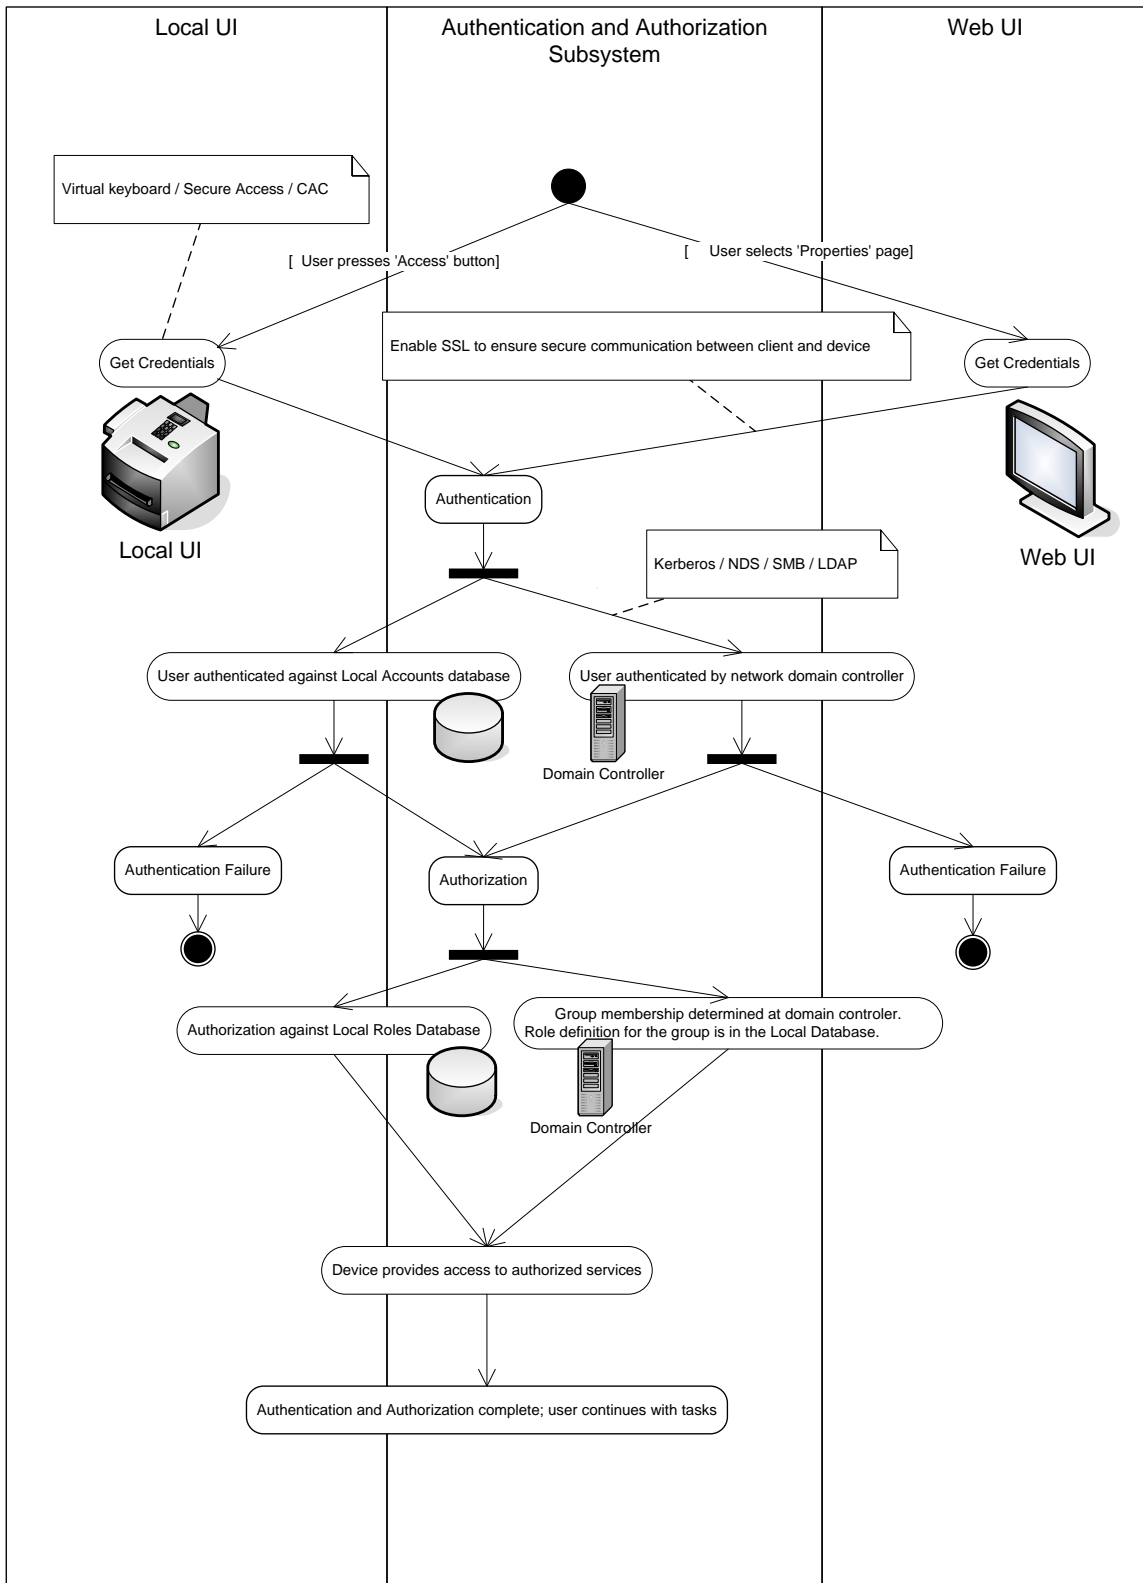 Local UI
Authentication and Authorization
Subsystem
Web UI
Virtual keyboard / Secure Access / CAC
[ User presses 'Access' button]
[ User selects 'Properties' page]
Enable SSL to ensure secure communication between client and device
Get Credentials
Get Credentials
Authentication
Local UI
Web UI
Kerberos / NDS / SMB / LDAP
User authenticated against Local Accounts database
User authenticated by network domain controller
Domain Controller
Authentication Failure
Authorization
Authentication Failure
Authorization against Local Roles Database
Group membership determined at domain controler.
Role definition for the group is in the Local Database.
Domain Controller
Device provides access to authorized services
Authentication and Authorization complete; user continues with tasks